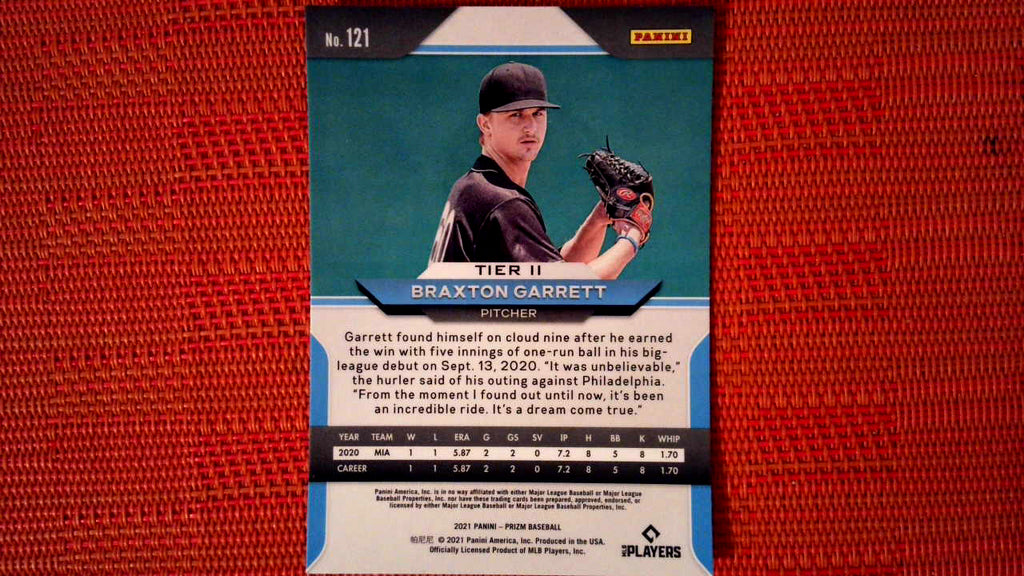 No. 121
PANINI
TIER II
BRAXTON GARRETT
PITCHER
Garrett found himself on cloud nine after he earned
the win with five innings of one-run ball in his big-
league debut on Sept. 13, 2020. "It was unbelievable,"
the hurler said of his outing against Philadelphia.
"From the moment I found out until now, it's been
an incredible ride. It's a dream come true."
YEAR TEAM W L ERA G GS SV IP H BB K WHIP
2020 MIA 1 1 5.87 2 2 0 7.2 8 5 8 1.70
CAREER 1 1 5.87 2 2 0 7.2 8 5 8 1.70
Panini America, Inc. is in no way affiliated with either Major League Baseball or Major League
Baseball Properties, Inc. nor have these trading cards been prepared, approved, endorsed, or
licensed by either Major League Baseball or Major League Baseball Properties, Inc.
2021 PANINI – PRIZM BASEBALL
帕尼尼 © 2021 Panini America, Inc. Produced in the USA.
Officially Licensed Product of MLB Players, Inc.
MLB PLAYERS